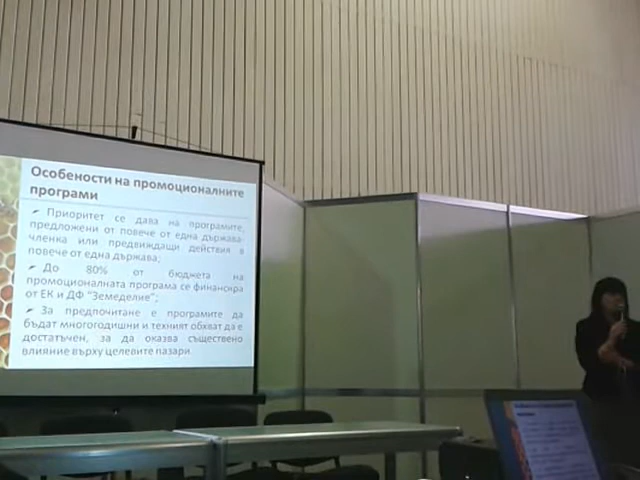 Особености на промоционалните
програми
Приоритет се дава на програмите,
предложени от повече от една държава-
членка или предвиждащи действия в
повече от една държава;
До 80% от бюджета на
промоционалната програма се финансира
от ЕК и ДФ "Земеделие";
За предпочитане е програмите да
бъдат многогодишни и техният обхват да е
достатъчен, за да оказва съществено
влияние върху целевите пазари.